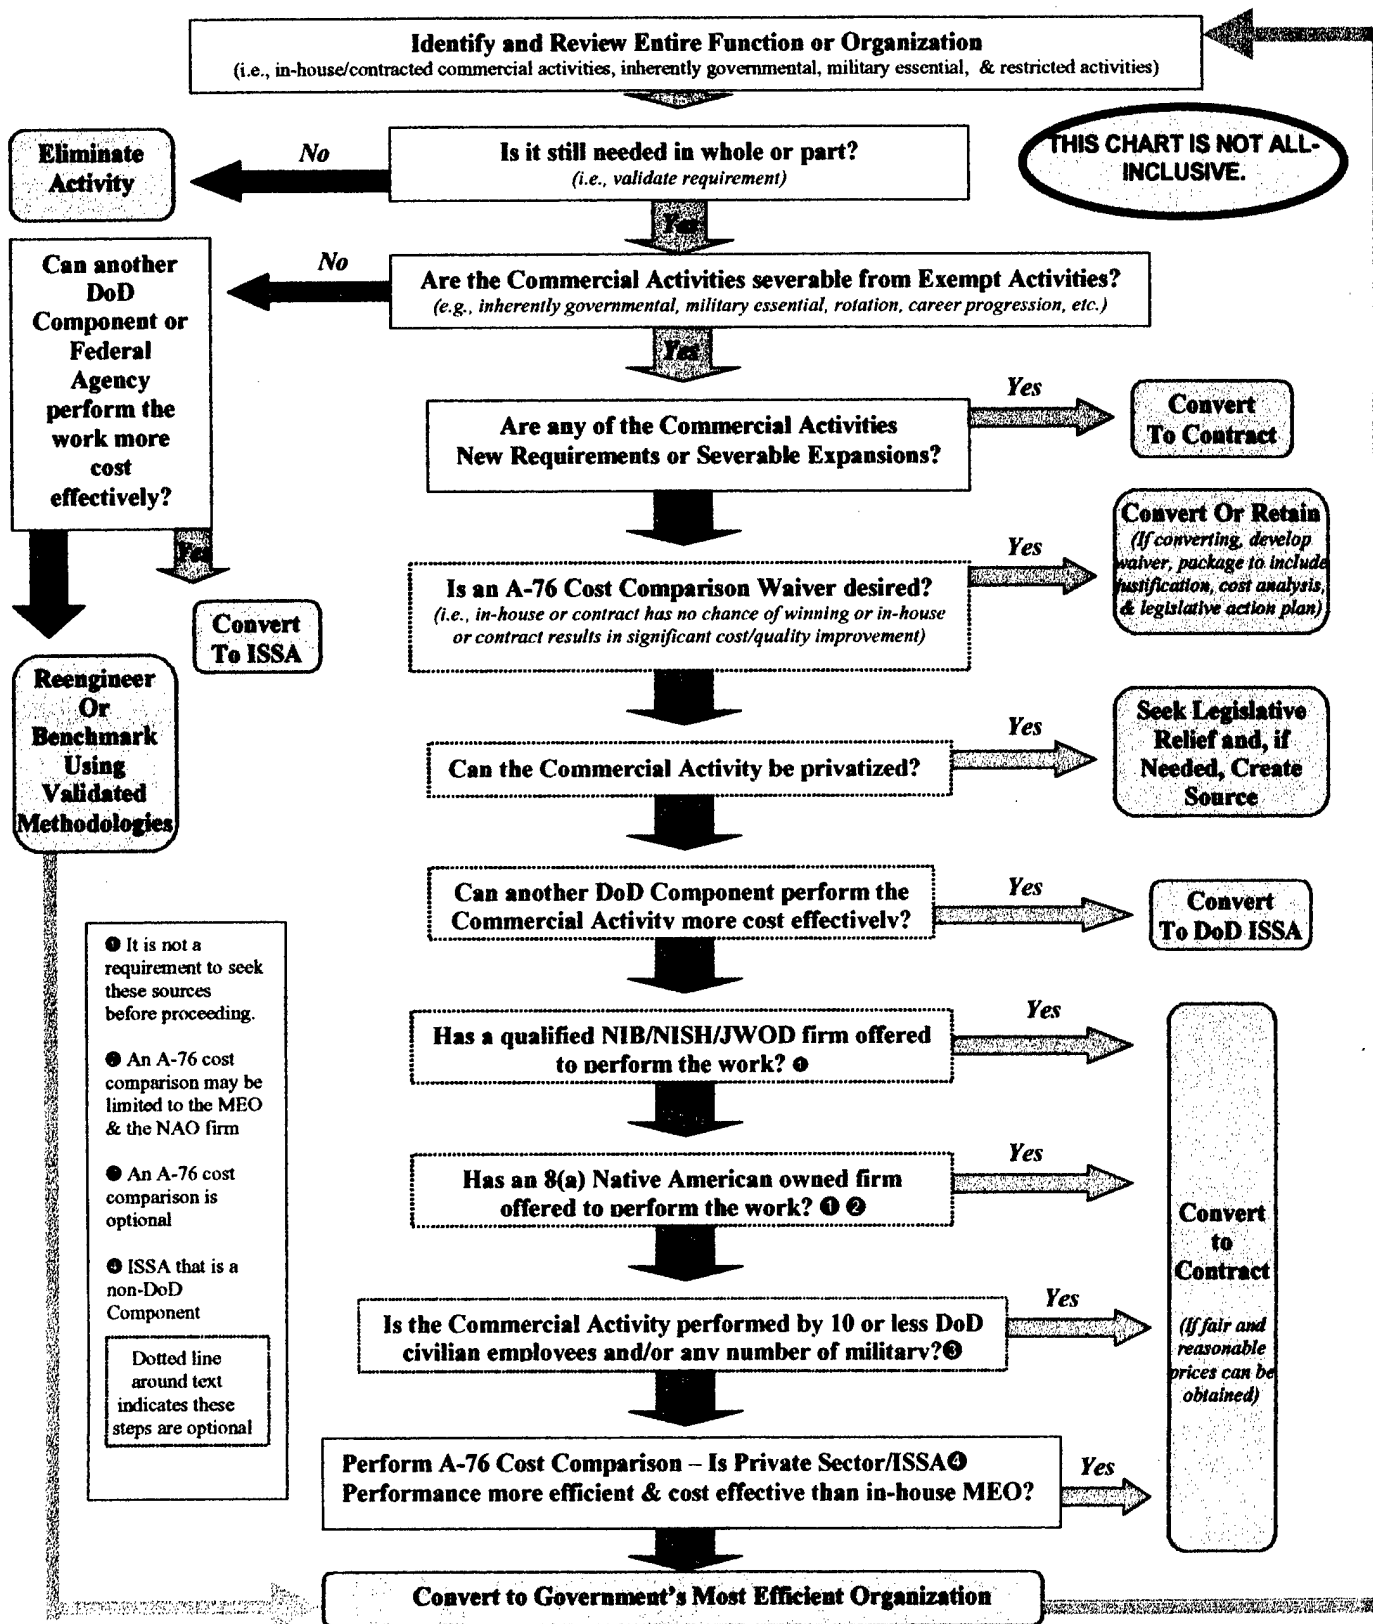 Identify and Review Entire Function or Organization
(i.e., in-house/contracted commercial activities, inherently governmental, military essential, & restricted activities)
THIS CHART IS NOT ALL-
INCLUSIVE.
Is it still needed in whole or part?
(i.e., validate requirement)
No
Eliminate
Activity
Yes
Are the Commercial Activities severable from Exempt Activities?
(e.g., inherently governmental, military essential, rotation, career progression, etc.)
No
Can another
DoD
Component or
Federal
Agency
perform the
work more
cost
effectively?
Yes
Convert
To ISSA
Reengineer
Or
Benchmark
Using
Validated
Methodologies
Yes
Are any of the Commercial Activities
New Requirements or Severable Expansions?
Yes
Convert
To Contract
Is an A-76 Cost Comparison Waiver desired?
(i.e., in-house or contract has no chance of winning or in-house
or contract results in significant cost/quality improvement)
Yes
Convert Or Retain
(If converting, develop
waiver, package to include
justification, cost analysis,
& legislative action plan)
Can the Commercial Activity be privatized?
Yes
Seek Legislative
Relief and, if
Needed, Create
Source
Can another DoD Component perform the
Commercial Activity more cost effectively?
Yes
Convert
To DoD ISSA
Has a qualified NIB/NISH/JWOD firm offered
to perform the work? ❶
Yes
Has an 8(a) Native American owned firm
offered to perform the work? ❶ ❷
Yes
Is the Commercial Activity performed by 10 or less DoD
civilian employees and/or any number of military?❸
Yes
Perform A-76 Cost Comparison – Is Private Sector/ISSA❹
Performance more efficient & cost effective than in-house MEO?
Yes
Convert
to
Contract
(If fair and
reasonable
prices can be
obtained)
Convert to Government's Most Efficient Organization
❶ It is not a
requirement to seek
these sources
before proceeding.
❷ An A-76 cost
comparison may be
limited to the MEO
& the NAO firm
❸ An A-76 cost
comparison is
optional
❹ ISSA that is a
non-DoD
Component
Dotted line
around text
indicates these
steps are optional